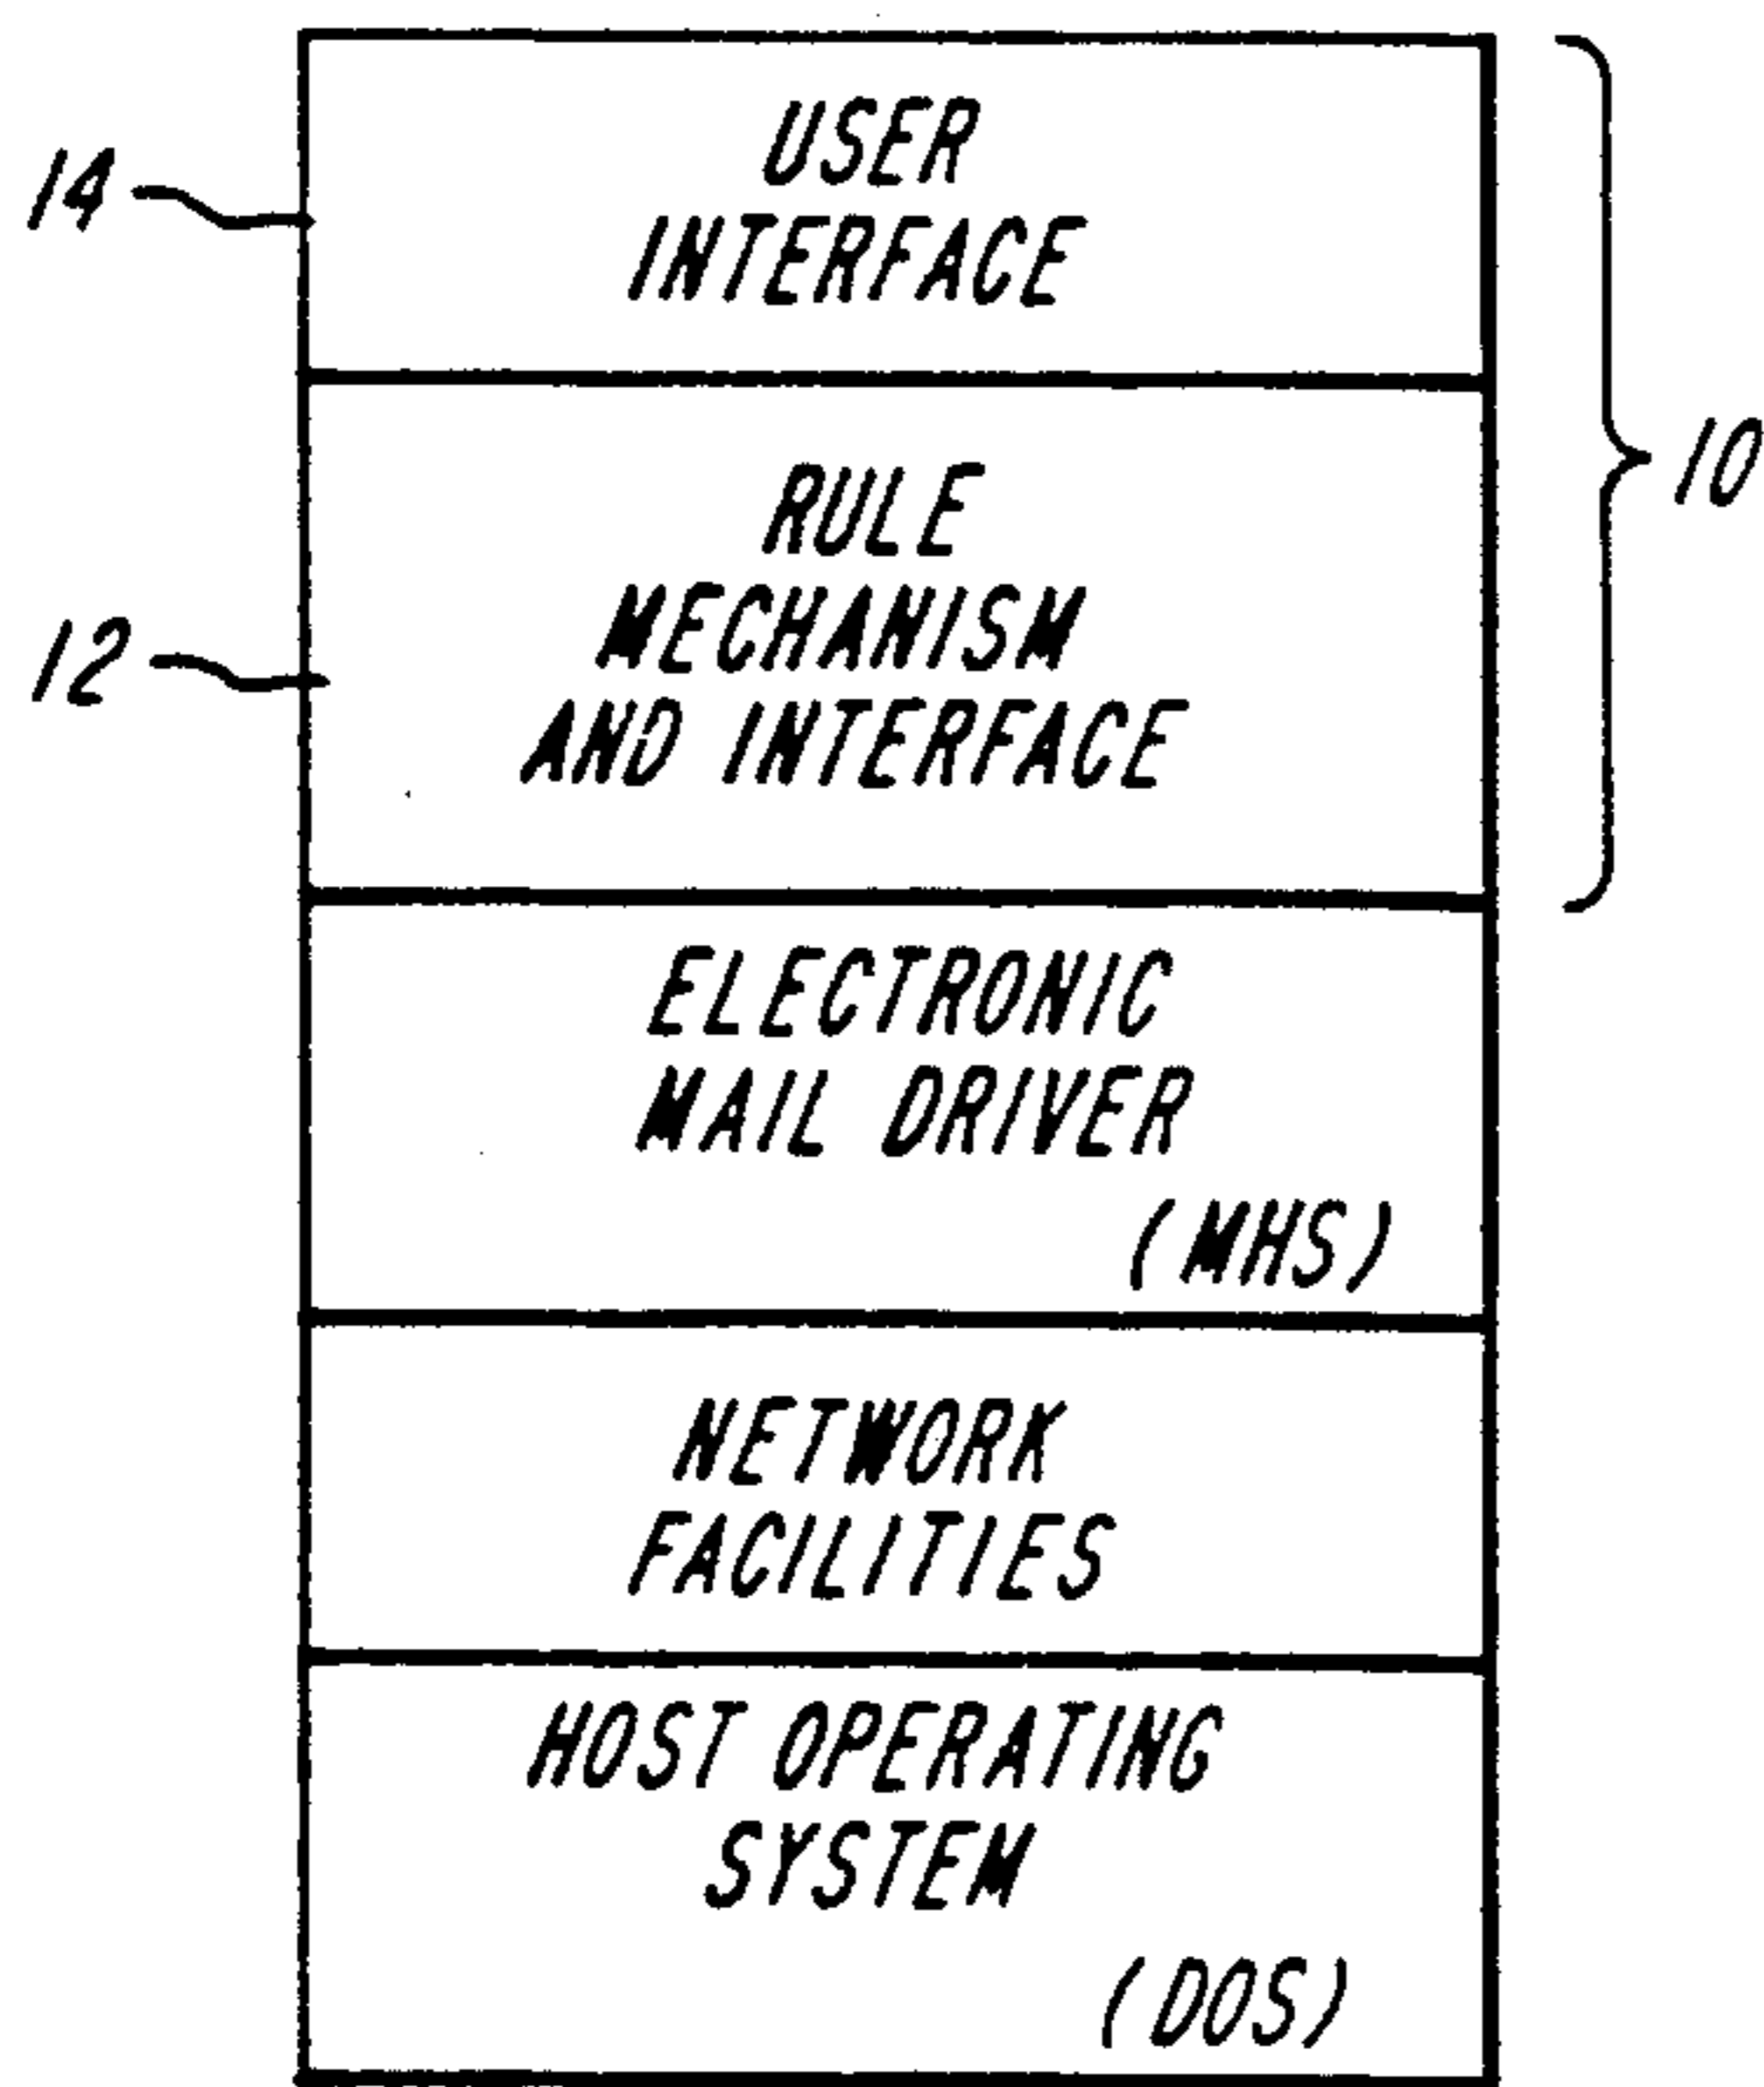 14
USER
INTERFACE
10
12
RULE
MECHANISM
AND INTERFACE
ELECTRONIC
MAIL DRIVER
(MHS)
NETWORK
FACILITIES
HOST OPERATING
SYSTEM
(DOS)